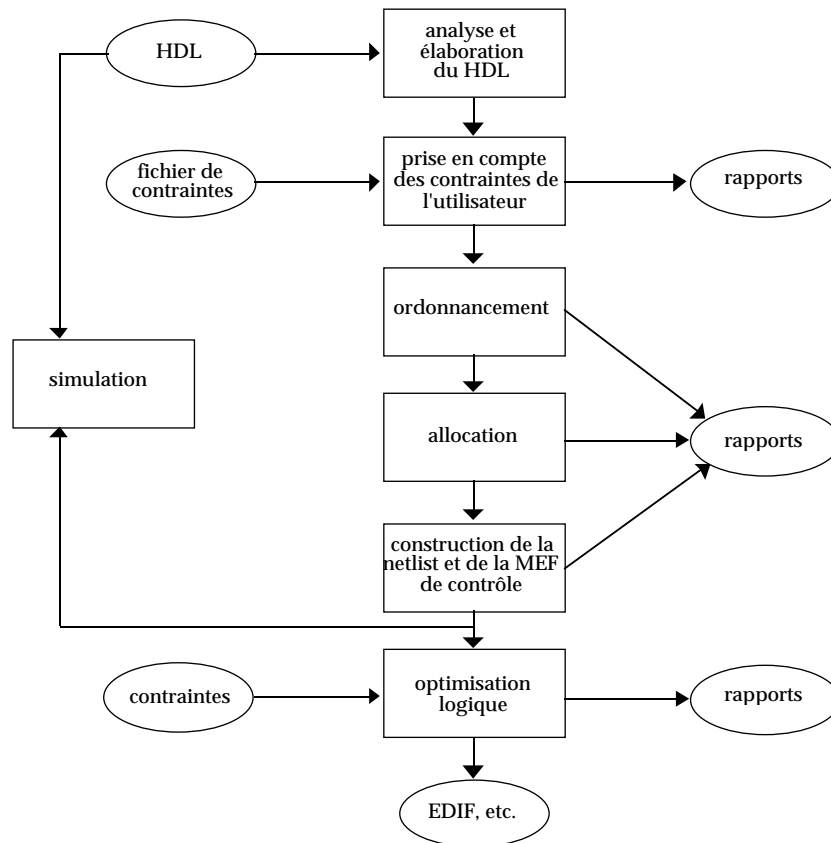 HDL
analyse et
élaboration
du HDL
fichier de
contraintes
prise en compte
des contraintes de
l'utilisateur
rapports
ordonnancement
simulation
allocation
rapports
construction de la
netlist et de la MEF
de contrôle
contraintes
optimisation
logique
rapports
EDIF, etc.